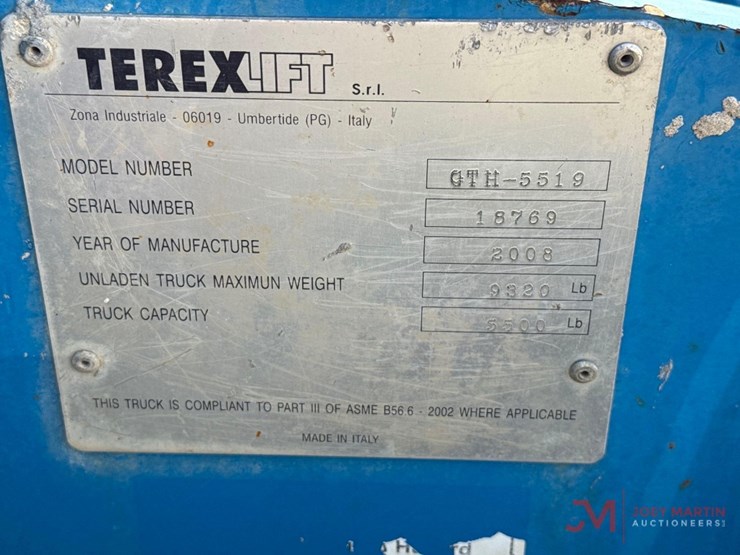 TEREXLIFT S.r.l.
Zona Industriale - 06019 - Umbertide (PG) - Italy
MODEL NUMBER GTH-5519
SERIAL NUMBER 18769
YEAR OF MANUFACTURE 2008
UNLADEN TRUCK MAXIMUN WEIGHT 9320 Lb
TRUCK CAPACITY 5500 Lb
THIS TRUCK IS COMPLIANT TO PART III OF ASME B56 6 - 2002 WHERE APPLICABLE
MADE IN ITALY
JM JOEY MARTIN
AUCTIONEERS LLC